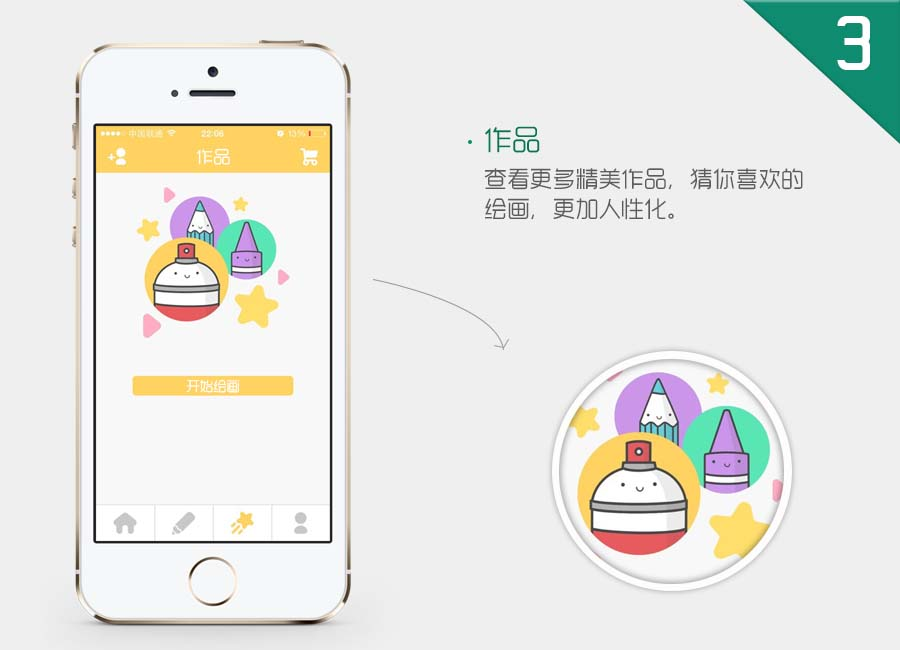 3
中国联通
22:06
15%
作品
开始绘画
· 作品
查看更多精美作品，猜你喜欢的
绘画，更加人性化。